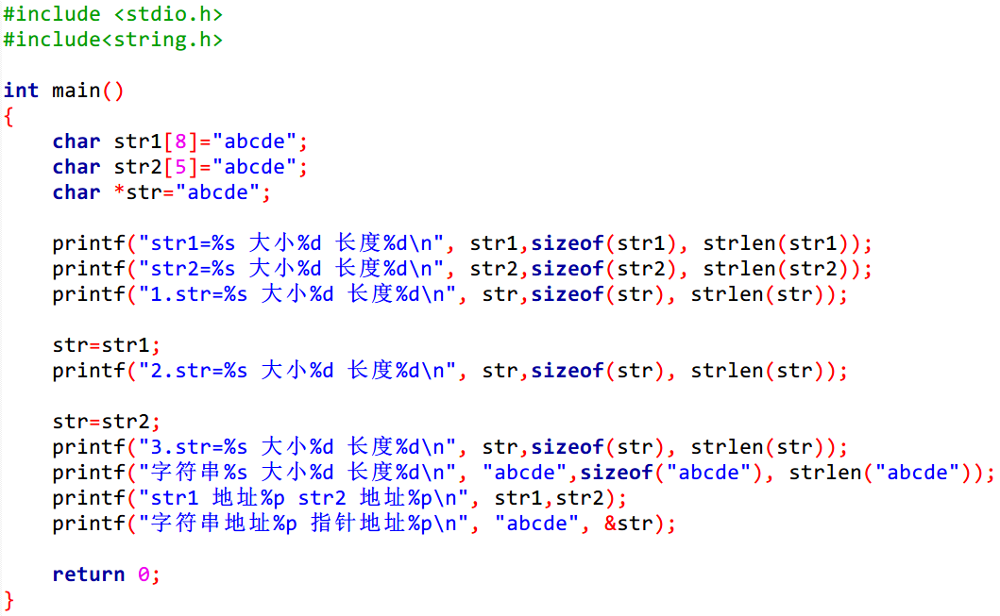 #include <stdio.h>
#include<string.h>
int main()
{
char str1[8]="abcde";
char str2[5]="abcde";
char *str="abcde";
printf("str1=%s 大小%d 长度%d\n", str1,sizeof(str1), strlen(str1));
printf("str2=%s 大小%d 长度%d\n", str2,sizeof(str2), strlen(str2));
printf("1.str=%s 大小%d 长度%d\n", str,sizeof(str), strlen(str));
str=str1;
printf("2.str=%s 大小%d 长度%d\n", str,sizeof(str), strlen(str));
str=str2;
printf("3.str=%s 大小%d 长度%d\n", str,sizeof(str), strlen(str));
printf("字符串%s 大小%d 长度%d\n", "abcde",sizeof("abcde"), strlen("abcde"));
printf("str1 地址%p str2 地址%p\n", str1,str2);
printf("字符串地址%p 指针地址%p\n", "abcde", &str);
return 0;
}